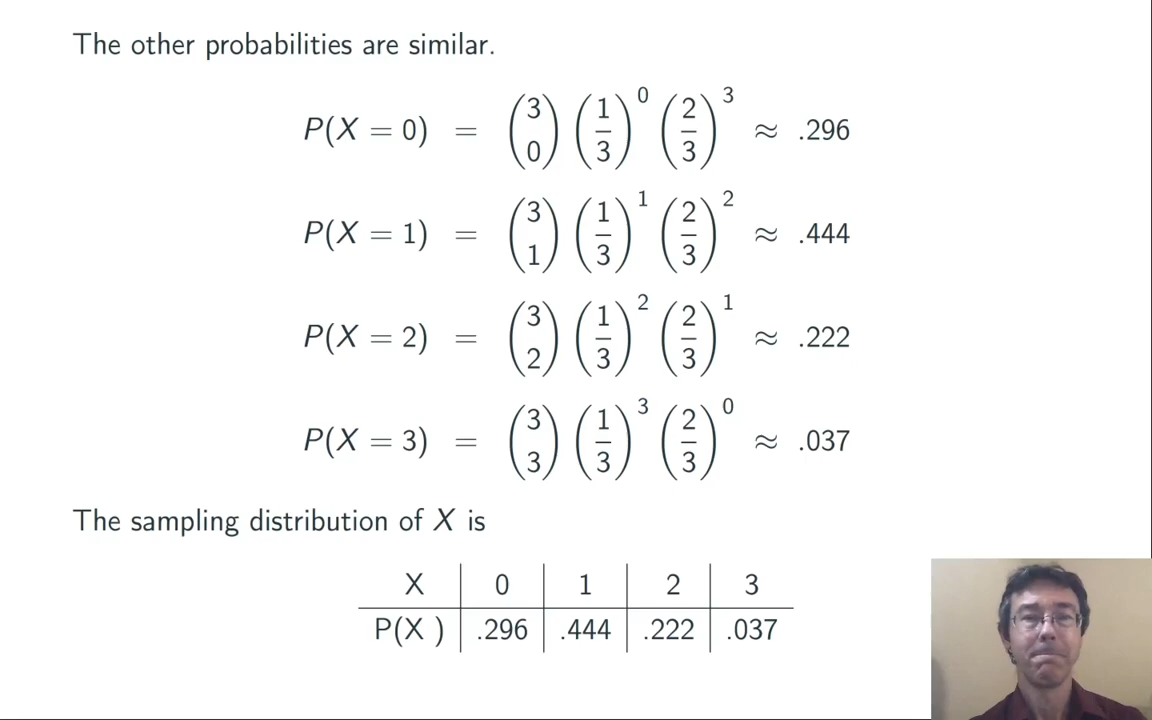 The other probabilities are similar.
P(X = 0) = (3 0) (1/3)^0 (2/3)^3 ≈ .296
P(X = 1) = (3 1) (1/3)^1 (2/3)^2 ≈ .444
P(X = 2) = (3 2) (1/3)^2 (2/3)^1 ≈ .222
P(X = 3) = (3 3) (1/3)^3 (2/3)^0 ≈ .037
The sampling distribution of X is
X 0 1 2 3
P(X ) .296 .444 .222 .037